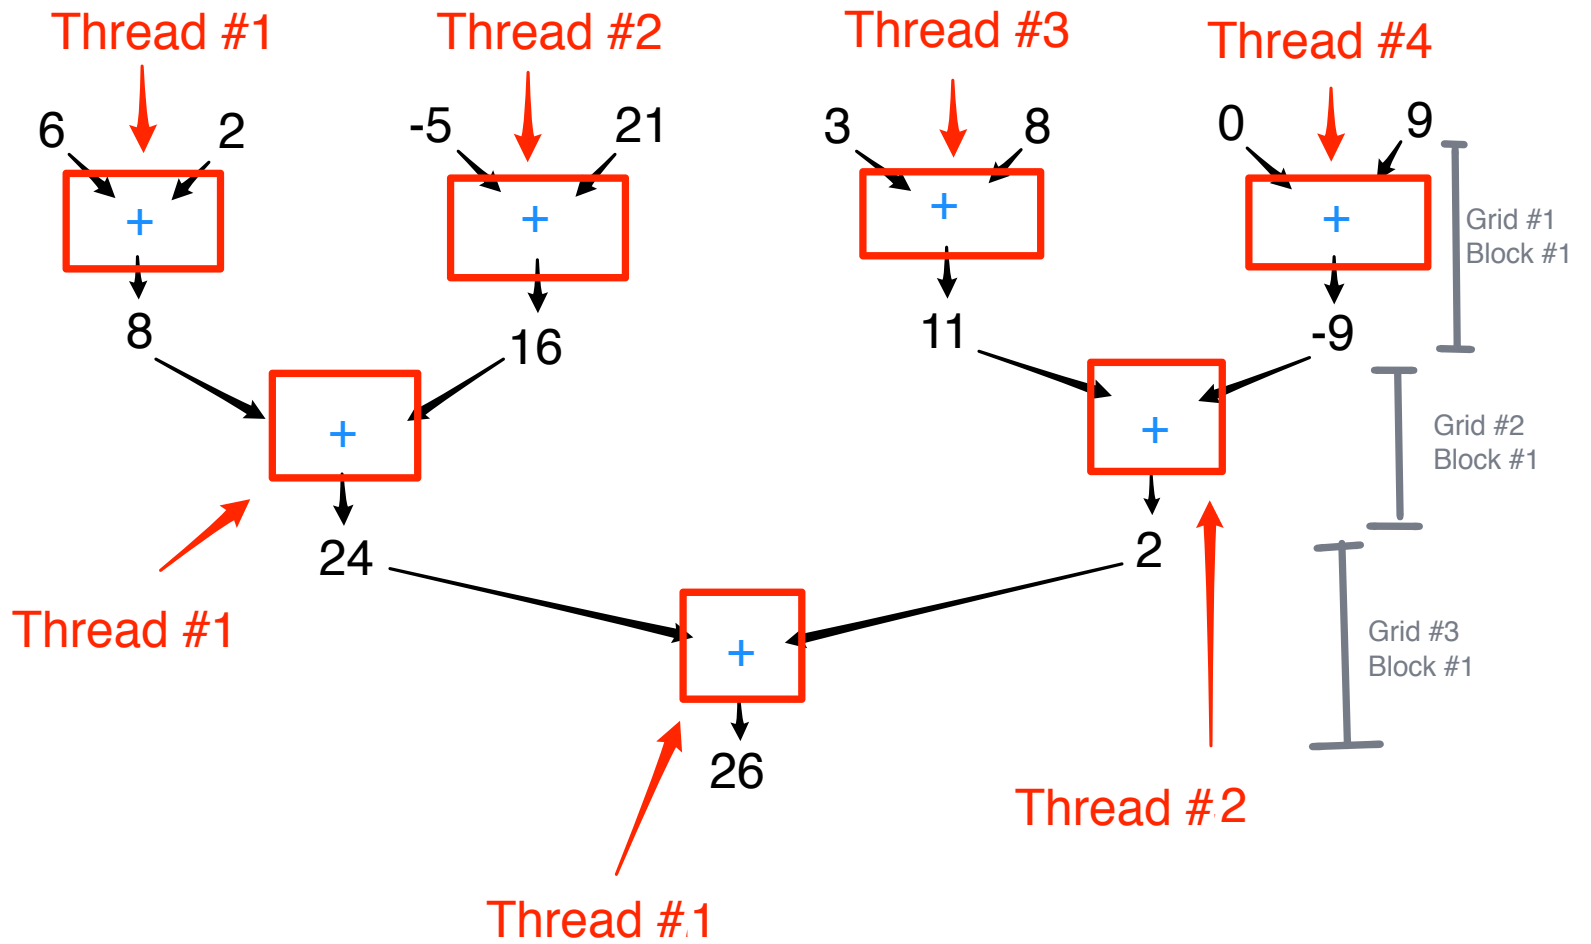 Thread #1
Thread #2
Thread #3
Thread #4
6
2
-5
21
3
8
0
9
+
+
+
+
Grid #1
Block #1
8
16
11
-9
+
+
Grid #2
Block #1
24
2
Thread #1
+
Grid #3
Block #1
26
Thread #2
Thread #1